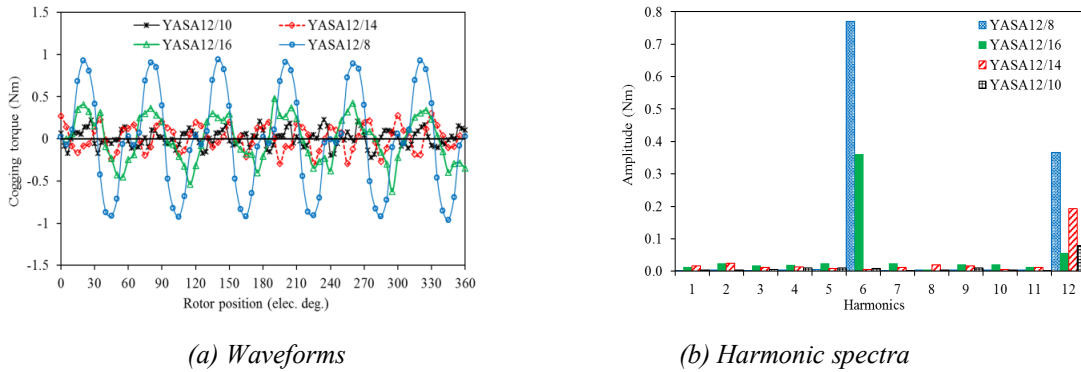 YASA12/10 YASA12/14
YASA12/16 YASA12/8
1.5
1
0.5
0
-0.5
-1
-1.5
Cogging torque (Nm)
0 30 60 90 120 150 180 210 240 270 300 330 360
Rotor position (elec. deg.)
(a) Waveforms
0.8
0.7
0.6
0.5
0.4
0.3
0.2
0.1
0.0
Amplitude (Nm)
YASA12/8
YASA12/16
YASA12/14
YASA12/10
1 2 3 4 5 6 7 8 9 10 11 12
Harmonics
(b) Harmonic spectra